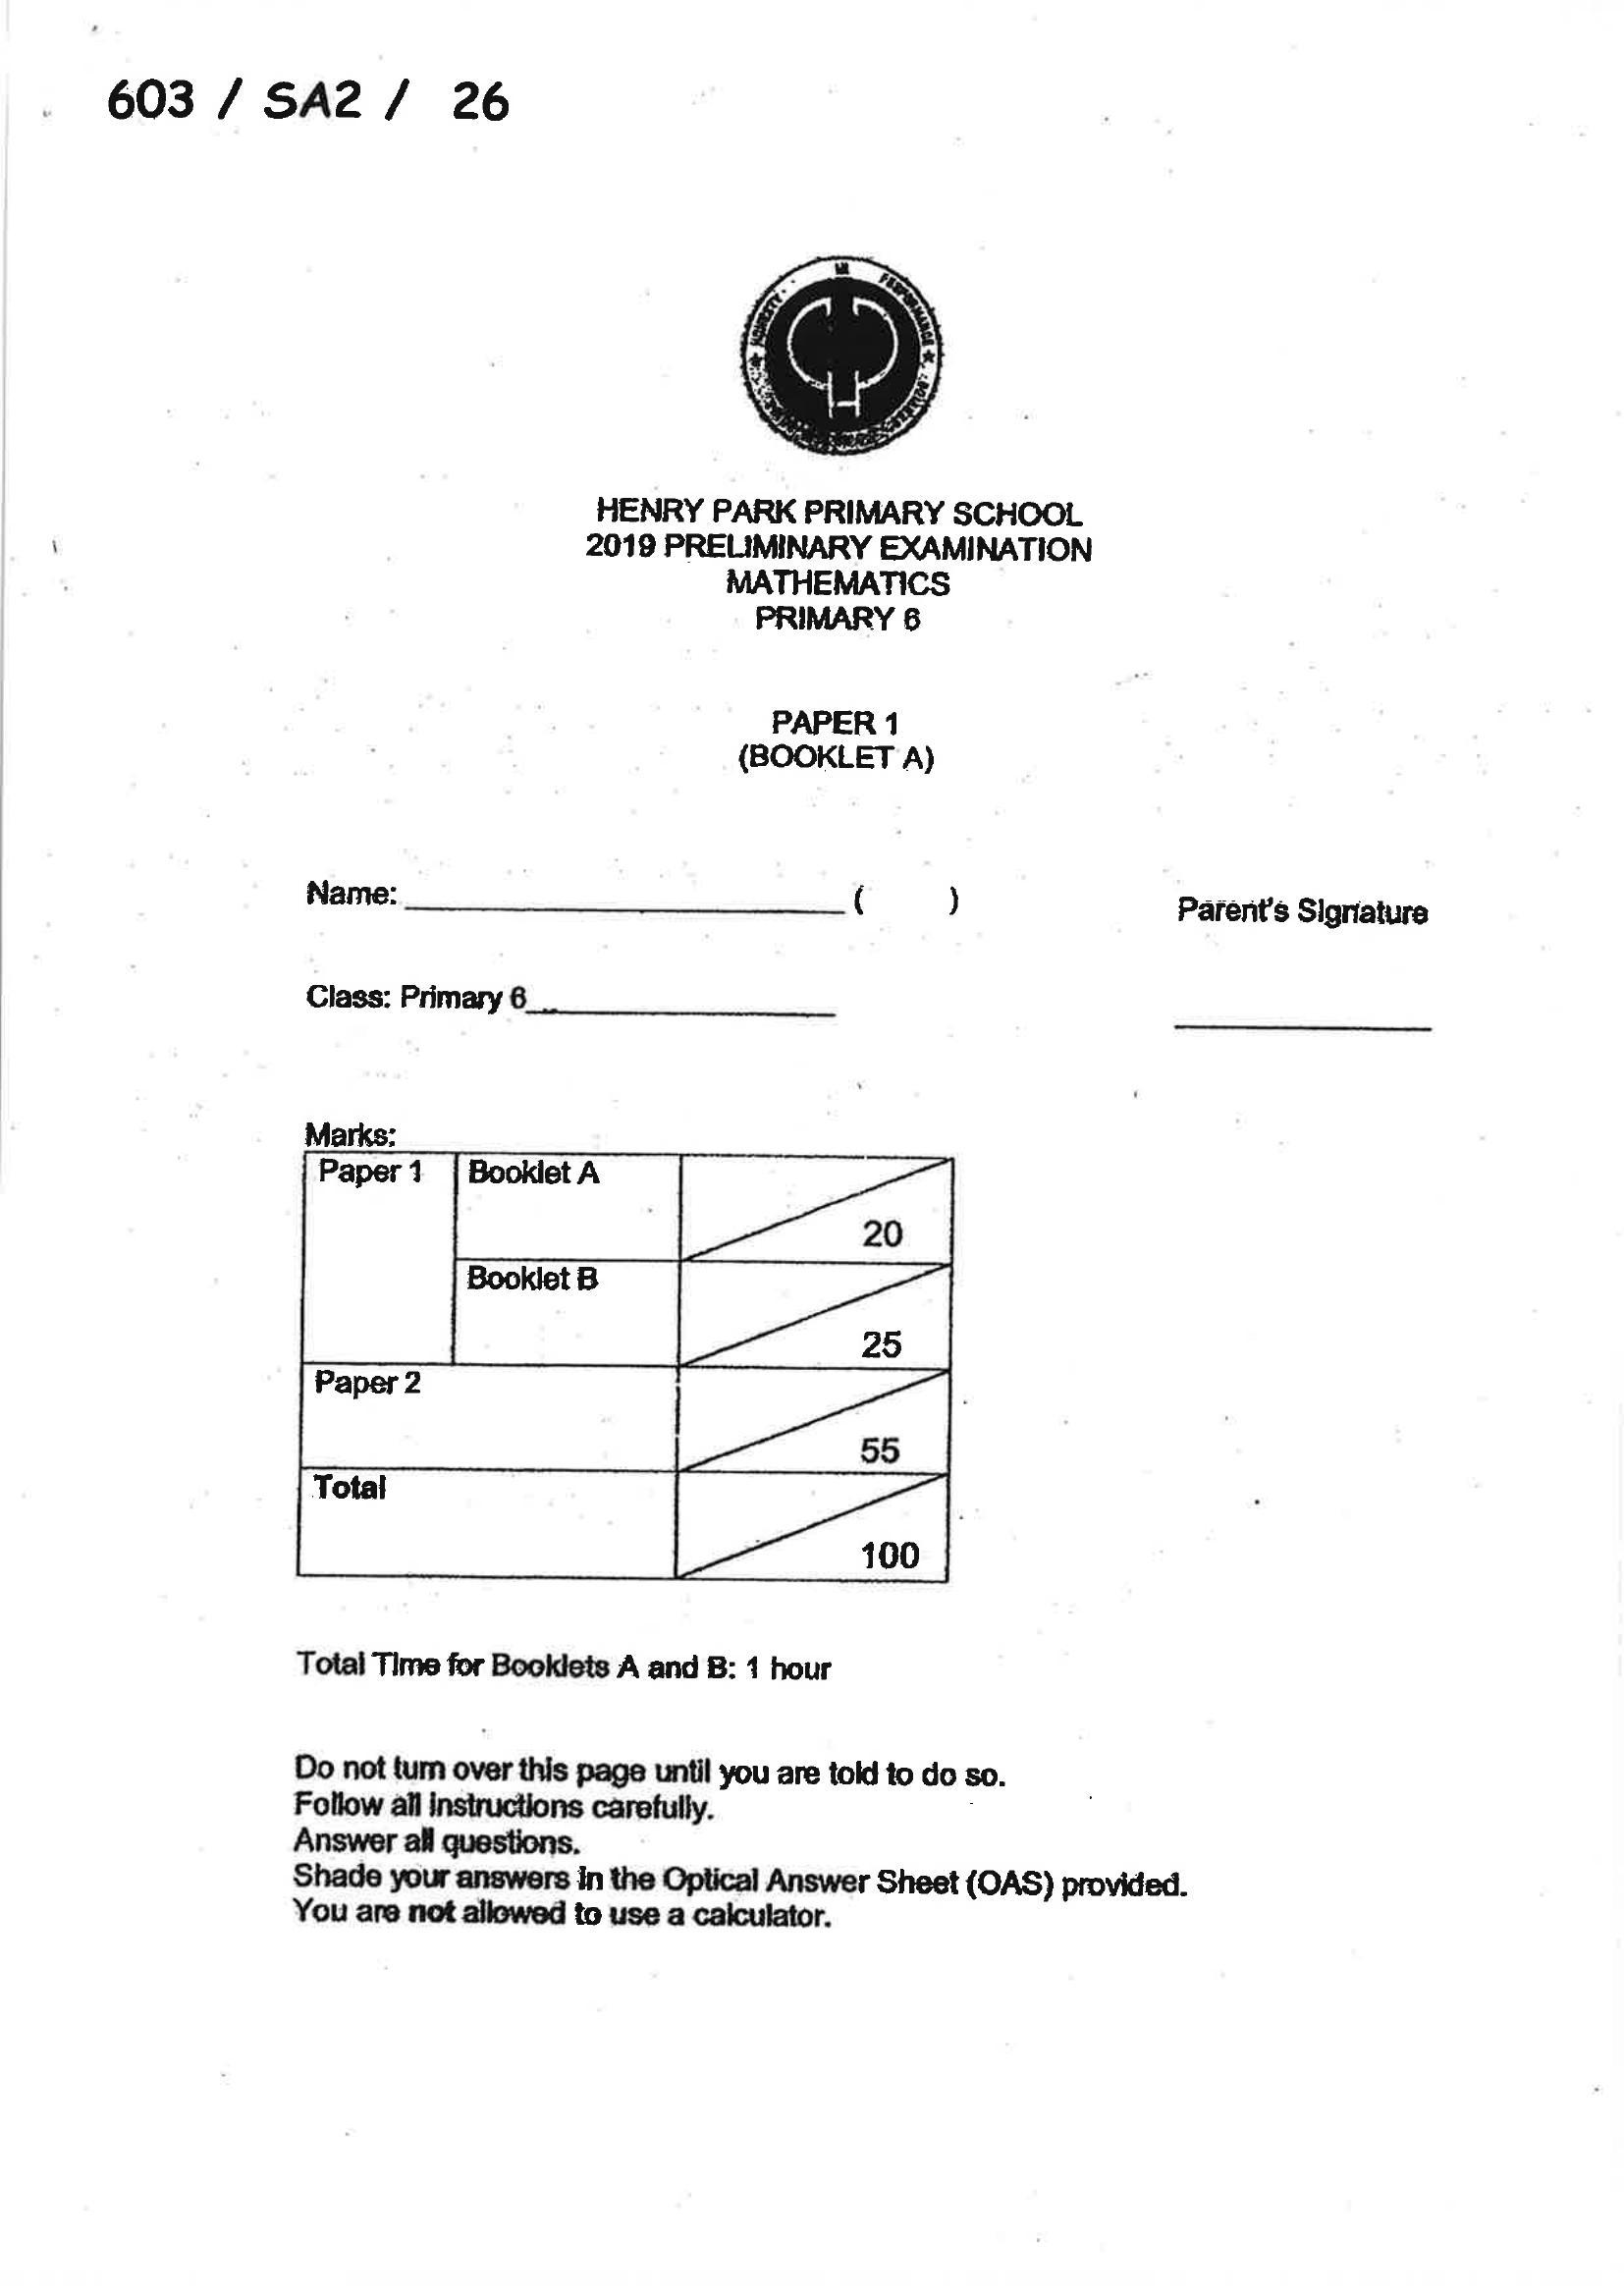 603 / SA2 / 26
HENRY PARK PRIMARY SCHOOL
2019 PRELIMINARY EXAMINATION
MATHEMATICS
PRIMARY 6
PAPER 1
(BOOKLET A)
Name: ( )
Parent's Signature
Class: Primary 6
Marks:
Paper 1 Booklet A
20
Booklet B
25
Paper 2
55
Total
100
Total Time for Booklets A and B: 1 hour
Do not turn over this page until you are told to do so.
Follow all instructions carefully.
Answer all questions.
Shade your answers in the Optical Answer Sheet (OAS) provided.
You are not allowed to use a calculator.